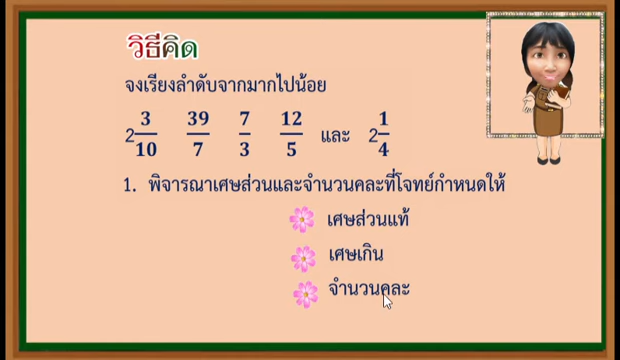 วิธีคิด
จงเรียงลำดับจากมากไปน้อย
2 3/10 39/7 7/3 12/5 และ 2 1/4
1. พิจารณาเศษส่วนและจำนวนคละที่โจทย์กำหนดให้
เศษส่วนแท้
เศษเกิน
จำนวนคละ